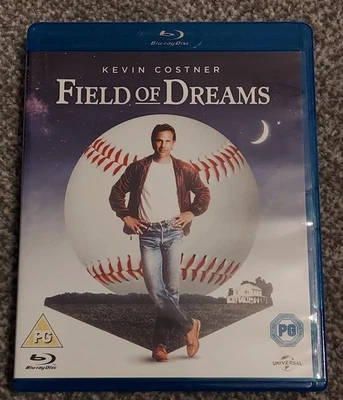 Blu-ray Disc
KEVIN COSTNER
FIELD OF DREAMS
PG
PG
Blu-ray Disc
UNIVERSAL